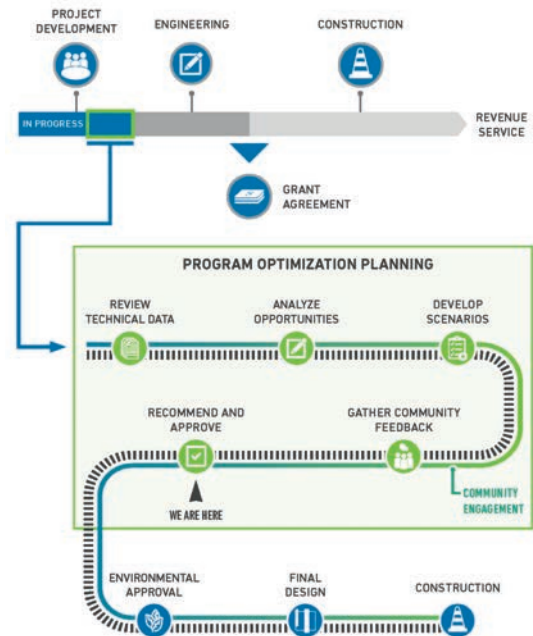 PROJECT
DEVELOPMENT
ENGINEERING
CONSTRUCTION
IN PROGRESS
REVENUE
SERVICE
GRANT
AGREEMENT
PROGRAM OPTIMIZATION PLANNING
REVIEW
TECHNICAL DATA
ANALYZE
OPPORTUNITIES
DEVELOP
SCENARIOS
RECOMMEND AND
APPROVE
GATHER COMMUNITY
FEEDBACK
WE ARE HERE
COMMUNITY
ENGAGEMENT
ENVIRONMENTAL
APPROVAL
FINAL
DESIGN
CONSTRUCTION